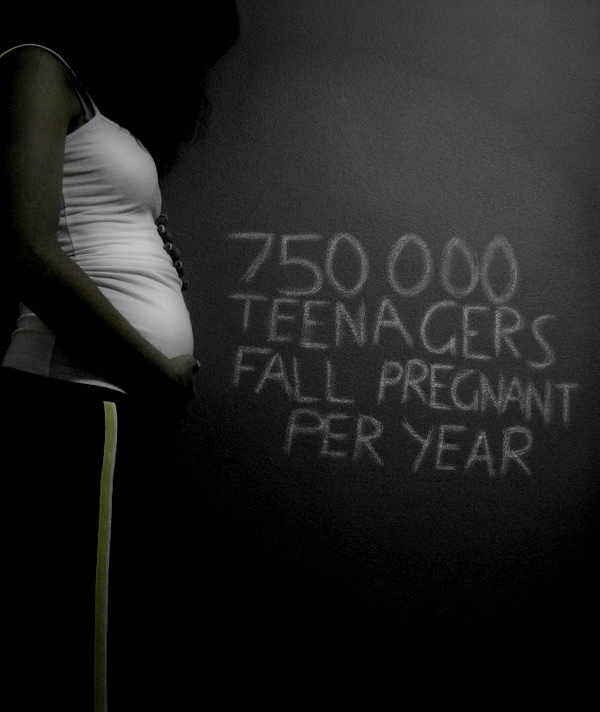 750 000
TEENAGERS
FALL PREGNANT
PER YEAR